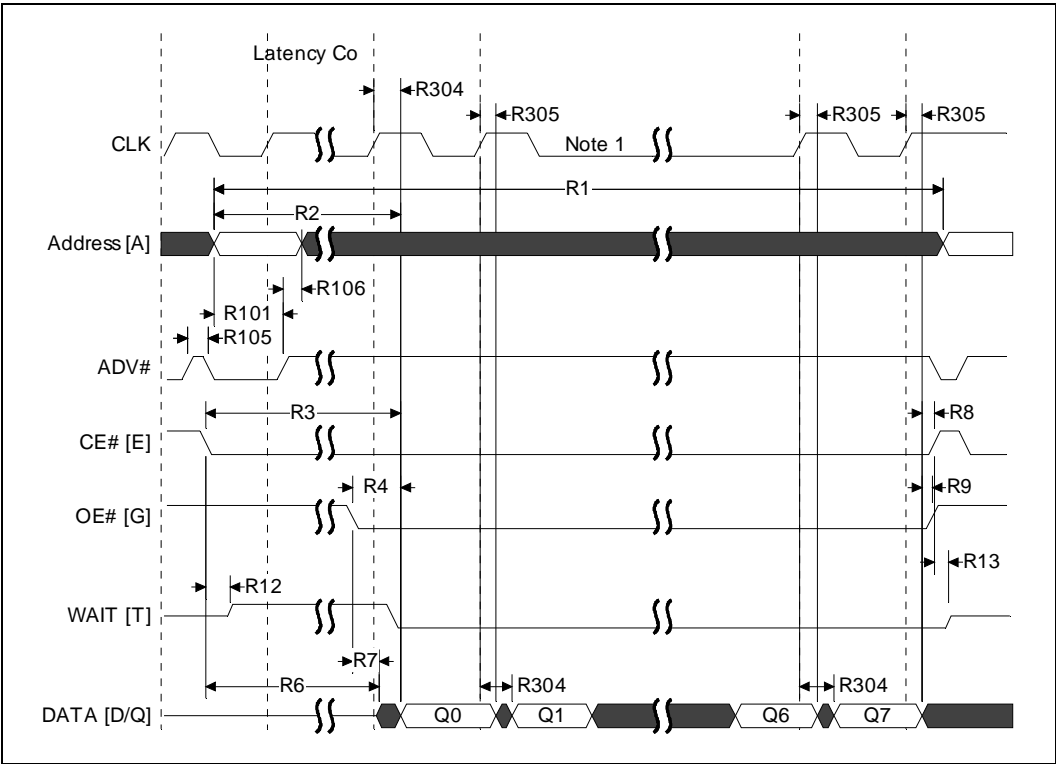 Latency Co
R304
R305
R305
R305
CLK
Note 1
R1
R2
Address [A]
R106
R101
R105
ADV#
R3
R8
CE# [E]
R4
R9
OE# [G]
R13
R12
WAIT [T]
R7
R6
R304
R304
DATA [D/Q]
Q0
Q1
Q6
Q7